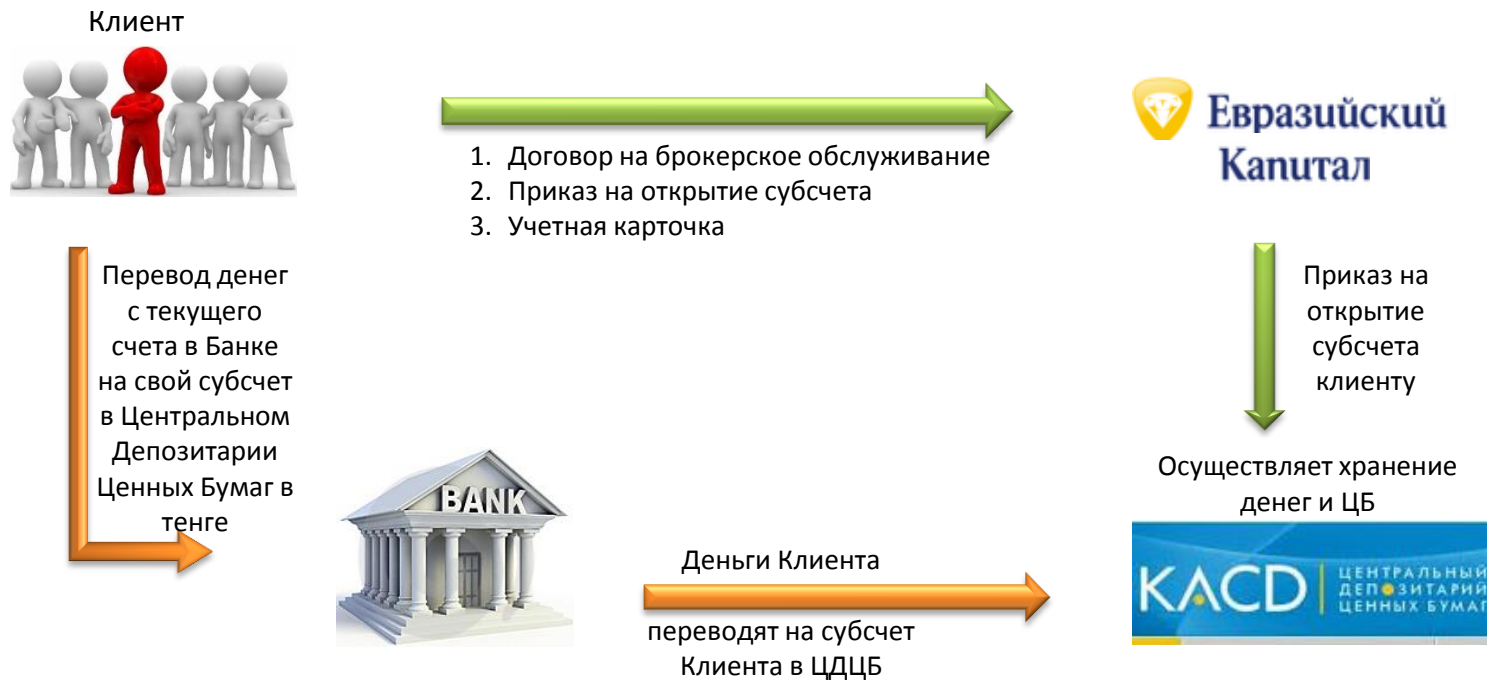 Клиент
Евразийский
Капитал
1. Договор на брокерское обслуживание
2. Приказ на открытие субсчета
3. Учетная карточка
Перевод денег
с текущего
счета в Банке
на свой субсчет
в Центральном
Депозитарии
Ценных Бумаг в
тенге
Приказ на
открытие
субсчета
клиенту
BANK
Деньги Клиента
переводят на субсчет
Клиента в ЦДЦБ
Осуществляет хранение
денег и ЦБ
KACD
ЦЕНТРАЛЬНЫЙ
ДЕПОЗИТАРИЙ
ЦЕННЫХ БУМАГ